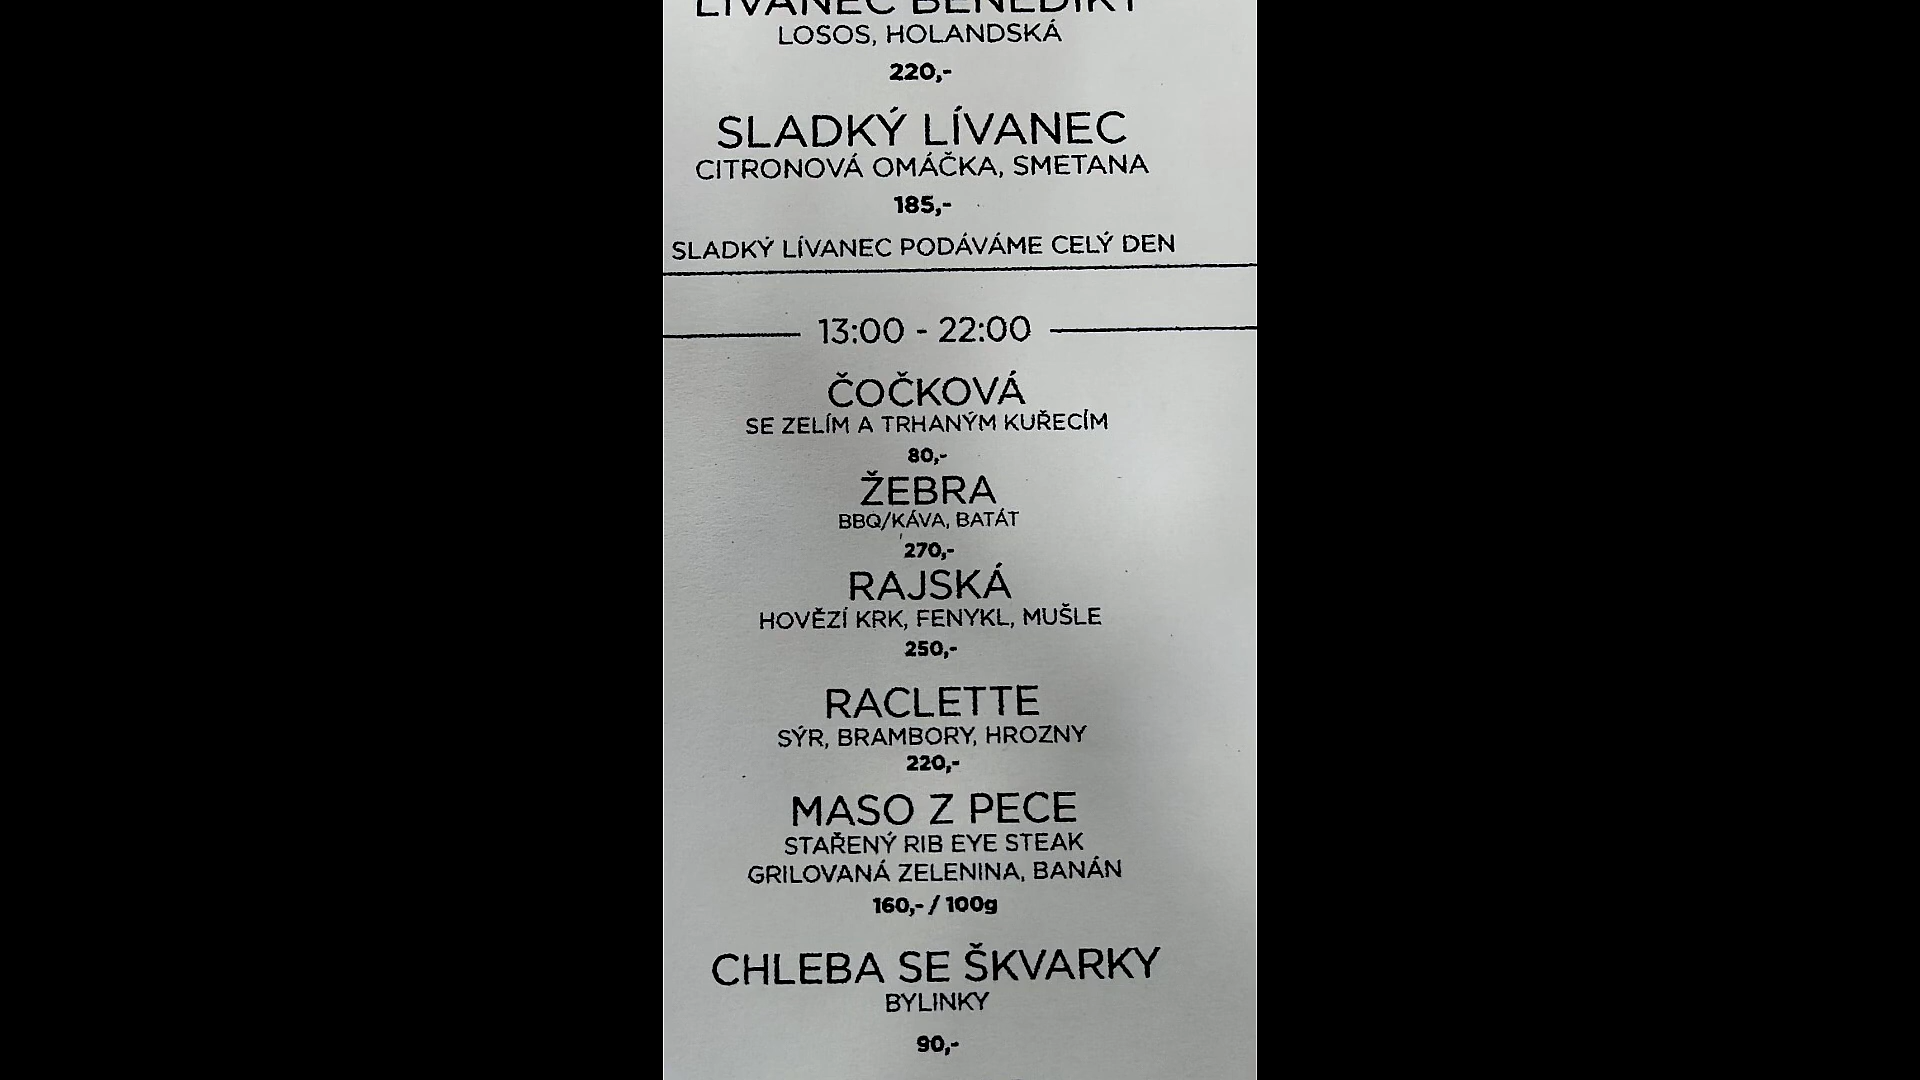 LÍVANEC BENEDIKT
LOSOS, HOLANDSKÁ
220,-
SLADKÝ LÍVANEC
CITRONOVÁ OMÁČKA, SMETANA
185,-
SLADKÝ LÍVANEC PODÁVÁME CELÝ DEN
13:00 - 22:00
ČOČKOVÁ
SE ZELÍM A TRHANÝM KUŘECÍM
80,-
ŽEBRA
BBQ/KÁVA, BATÁT
270,-
RAJSKÁ
HOVĚZÍ KRK, FENYKL, MUŠLE
250,-
RACLETTE
SÝR, BRAMBORY, HROZNY
220,-
MASO Z PECE
STAŘENÝ RIB EYE STEAK
GRILOVANÁ ZELENINA, BANÁN
160,- / 100g
CHLEBA SE ŠKVARKY
BYLINKY
90,-